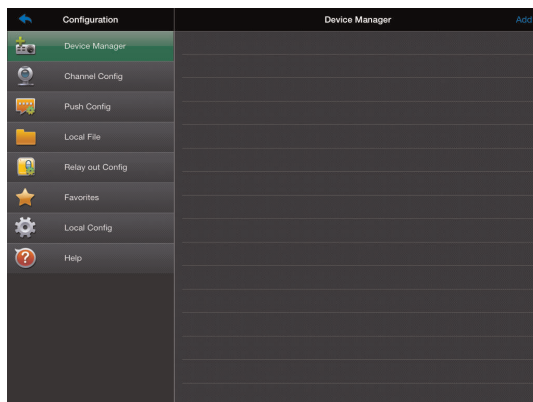 Configuration
Device Manager
Add
Device Manager
Channel Config
Push Config
Local File
Relay out Config
Favorites
Local Config
Help